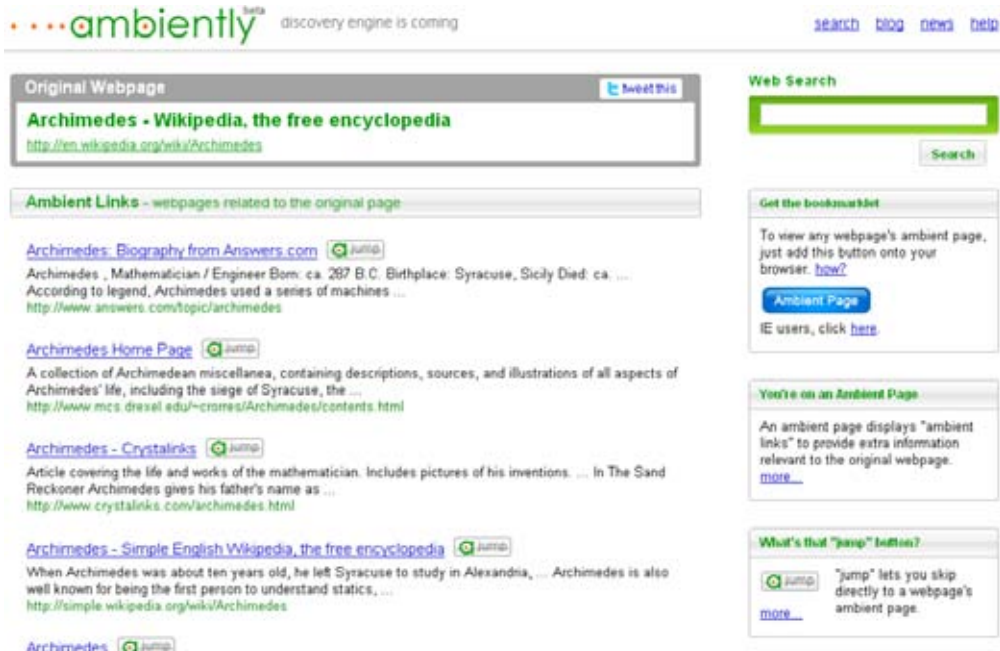 ambiently beta
discovery engine is coming
search blog news help
Original Webpage
tweet this
Archimedes - Wikipedia, the free encyclopedia
http://en.wikipedia.org/wiki/Archimedes
Ambient Links - webpages related to the original page
Archimedes: Biography from Answers.com jump
Archimedes , Mathematician / Engineer Born: ca. 287 B.C. Birthplace: Syracuse, Sicily Died: ca. ...
According to legend, Archimedes used a series of machines ...
http://www.answers.com/topic/archimedes
Archimedes Home Page jump
A collection of Archimedean miscellanea, containing descriptions, sources, and illustrations of all aspects of
Archimedes' life, including the siege of Syracuse, the ...
http://www.mcs.drexel.edu/~crorres/Archimedes/contents.html
Archimedes - Crystalinks jump
Article covering the life and works of the mathematician. Includes pictures of his inventions. ... In The Sand
Reckoner Archimedes gives his father's name as ...
http://www.crystalinks.com/archimedes.html
Archimedes - Simple English Wikipedia, the free encyclopedia jump
When Archimedes was about ten years old, he left Syracuse to study in Alexandria, ... Archimedes is also
well known for being the first person to understand statics, ...
http://simple.wikipedia.org/wiki/Archimedes
Archimedes jump
Web Search
Search
Get the bookmarklet
To view any webpage's ambient page,
just add this button onto your
browser. how?
Ambient Page
IE users, click here.
You're on an Ambient Page
An ambient page displays "ambient
links" to provide extra information
relevant to the original webpage.
more...
What's that "jump" button?
jump
"jump" lets you skip
directly to a webpage's
ambient page.
more...